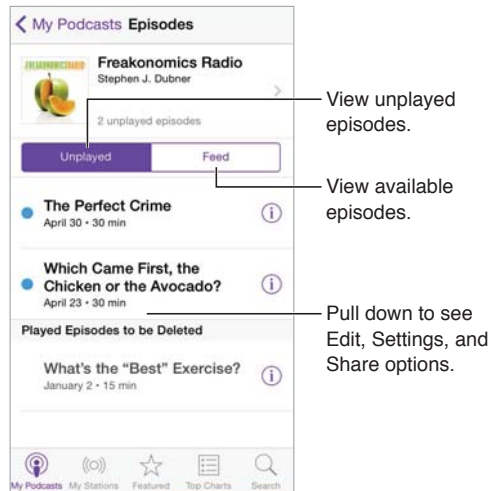 My Podcasts Episodes
FREAKONOMICS RADIO
Freakonomics Radio
Stephen J. Dubner
2 unplayed episodes
Unplayed
Feed
The Perfect Crime
April 30 • 30 min
Which Came First, the
Chicken or the Avocado?
April 23 • 30 min
Played Episodes to be Deleted
What's the “Best” Exercise?
January 2 • 15 min
My Podcasts
My Stations
Featured
Top Charts
Search
View unplayed
episodes.
View available
episodes.
Pull down to see
Edit, Settings, and
Share options.